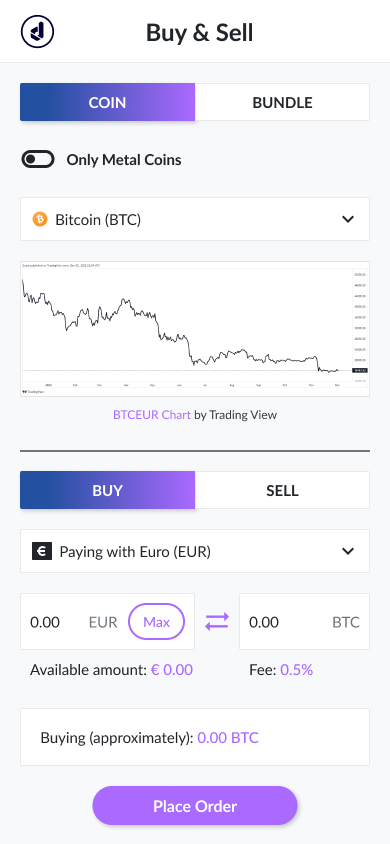 Buy & Sell
COIN
BUNDLE
Only Metal Coins
Bitcoin (BTC)
TradingView
BTCEUR Chart by Trading View
BUY
SELL
Paying with Euro (EUR)
0.00 EUR Max
0.00 BTC
Available amount: € 0.00
Fee: 0.5%
Buying (approximately): 0.00 BTC
Place Order